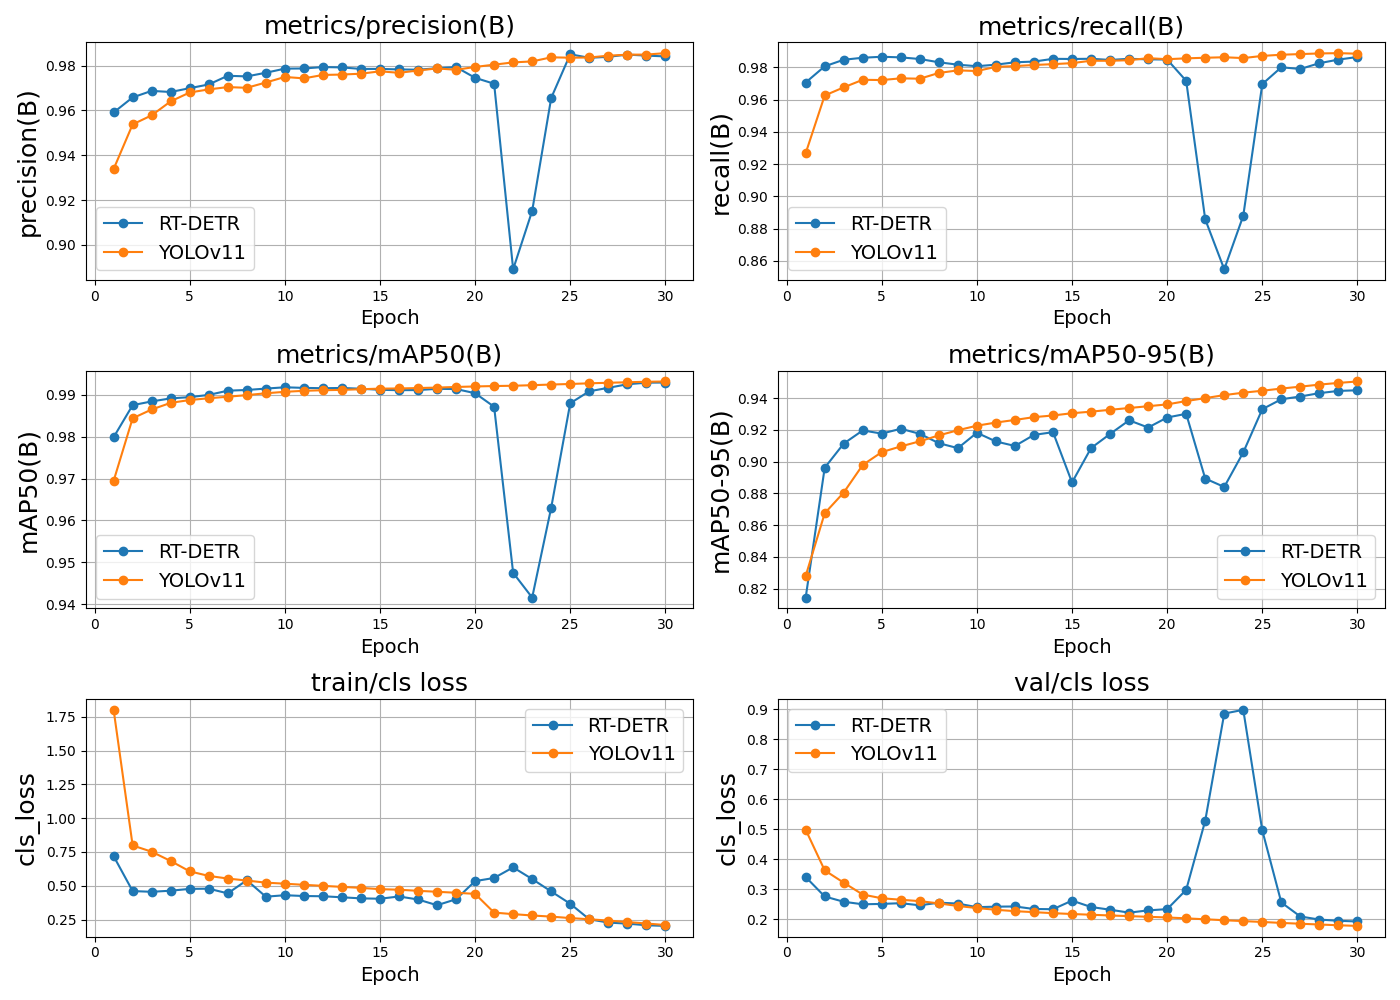 metrics/precision(B)
precision(B)
0.98
0.96
0.94
0.92
0.90
RT-DETR
YOLOv11
0 5 10 15 20 25 30
Epoch
metrics/recall(B)
recall(B)
0.98
0.96
0.94
0.92
0.90
0.88
0.86
RT-DETR
YOLOv11
0 5 10 15 20 25 30
Epoch
metrics/mAP50(B)
mAP50(B)
0.99
0.98
0.97
0.96
0.95
0.94
RT-DETR
YOLOv11
0 5 10 15 20 25 30
Epoch
metrics/mAP50-95(B)
mAP50-95(B)
0.94
0.92
0.90
0.88
0.86
0.84
0.82
RT-DETR
YOLOv11
0 5 10 15 20 25 30
Epoch
train/cls loss
cls_loss
1.75
1.50
1.25
1.00
0.75
0.50
0.25
RT-DETR
YOLOv11
0 5 10 15 20 25 30
Epoch
val/cls loss
cls_loss
0.9
0.8
0.7
0.6
0.5
0.4
0.3
0.2
RT-DETR
YOLOv11
0 5 10 15 20 25 30
Epoch